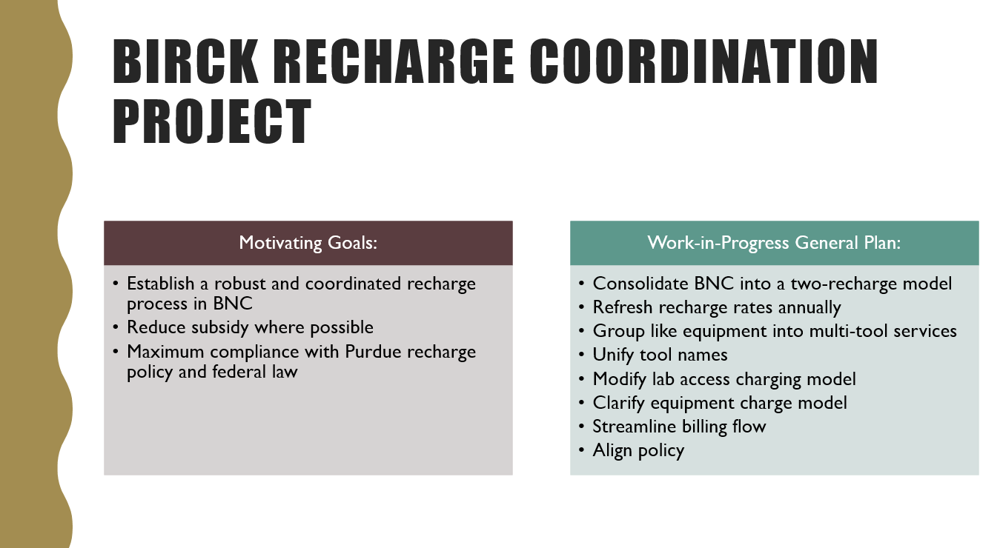 BIRCK RECHARGE COORDINATION
PROJECT
Motivating Goals:
• Establish a robust and coordinated recharge
process in BNC
• Reduce subsidy where possible
• Maximum compliance with Purdue recharge
policy and federal law
Work-in-Progress General Plan:
• Consolidate BNC into a two-recharge model
• Refresh recharge rates annually
• Group like equipment into multi-tool services
• Unify tool names
• Modify lab access charging model
• Clarify equipment charge model
• Streamline billing flow
• Align policy